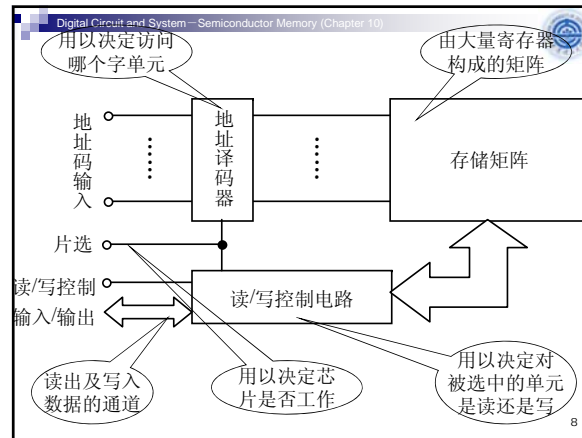 Digital Circuit and System－Semiconductor Memory (Chapter 10)
用以决定访问
哪个字单元
由大量寄存器
构成的矩阵
地址码输入
地址译码器
存储矩阵
片选
读/写控制
输入/输出
读/写控制电路
读出及写入
数据的通道
用以决定芯
片是否工作
用以决定对
被选中的单元
是读还是写
8